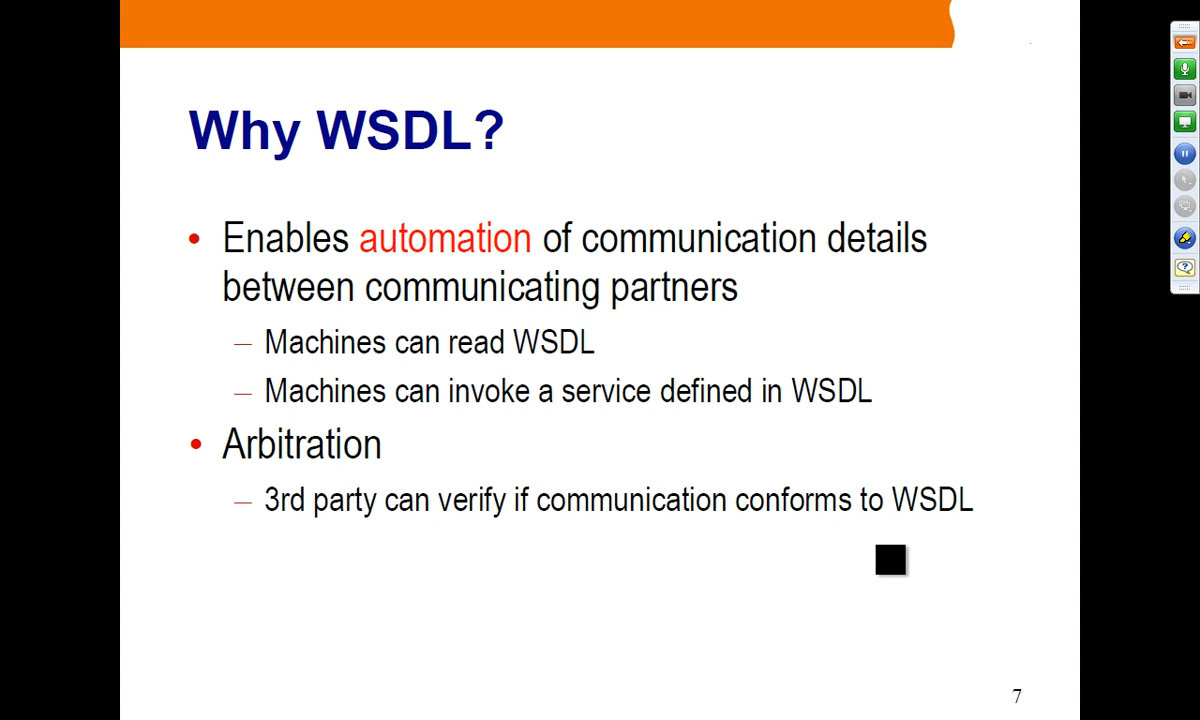 Why WSDL?
• Enables automation of communication details
between communicating partners
– Machines can read WSDL
– Machines can invoke a service defined in WSDL
• Arbitration
– 3rd party can verify if communication conforms to WSDL
7